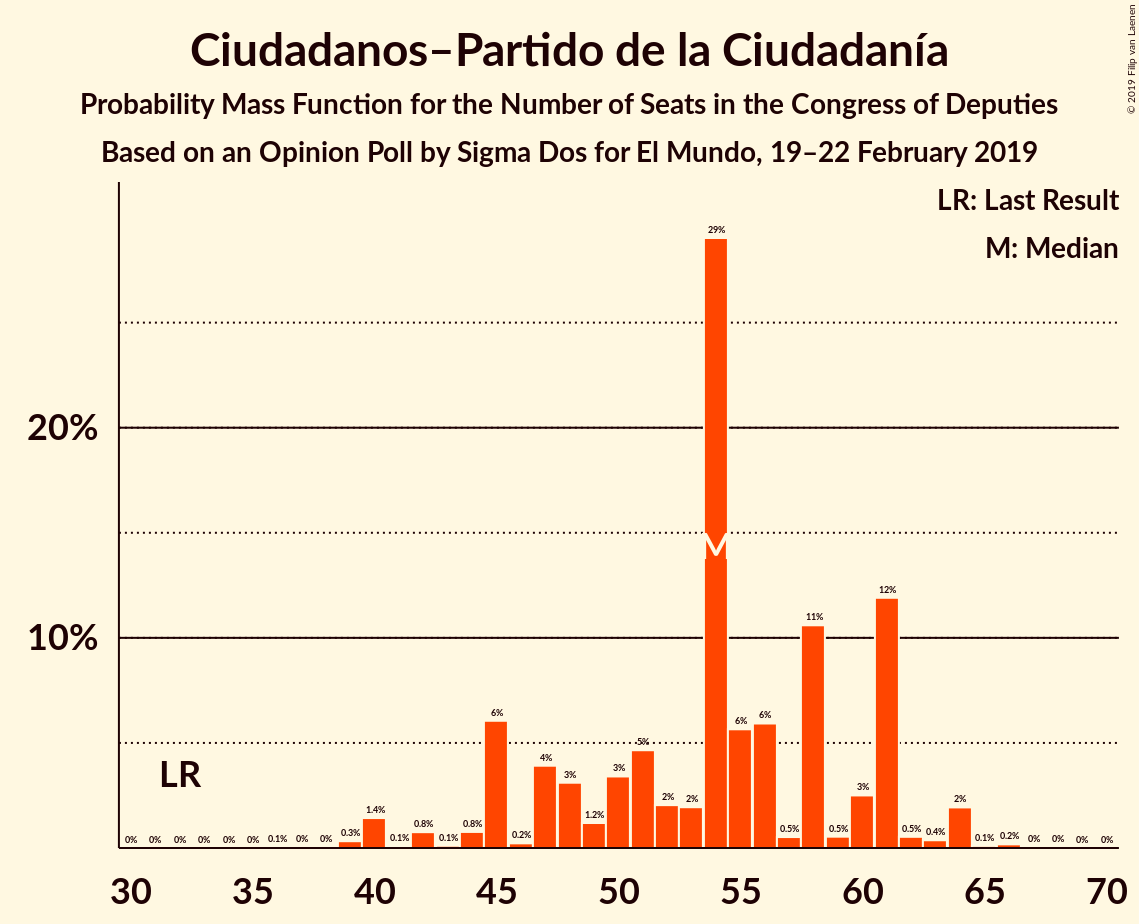 Ciudadanos–Partido de la Ciudadanía
Probability Mass Function for the Number of Seats in the Congress of Deputies
Based on an Opinion Poll by Sigma Dos for El Mundo, 19–22 February 2019
© 2019 Filip van Laenen
LR: Last Result
M: Median
20%
10%
0% 0% 0% 0% 0% 0% 0.1% 0% 0% 0.3% 1.4% 0.1% 0.8% 0.1% 0.8% 6% 0.2% 4% 3% 1.2% 3% 5% 2% 2% 29% 6% 6% 0.5% 11% 0.5% 3% 12% 0.5% 0.4% 2% 0.1% 0.2% 0% 0% 0% 0%
M
LR
30 35 40 45 50 55 60 65 70